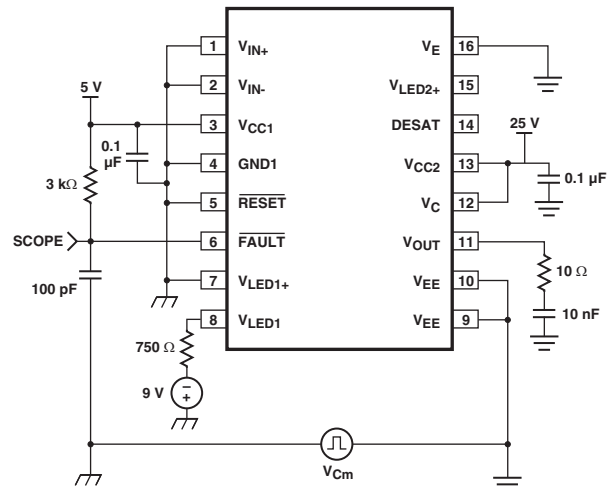 1 V_IN+
2 V_IN-
3 V_CC1
4 GND1
5 RESET
6 FAULT
7 V_LED1+
8 V_LED1
V_E 16
V_LED2+ 15
DESAT 14
V_CC2 13
V_C 12
V_OUT 11
V_EE 10
V_EE 9
5 V
0.1
µF
3 kΩ
SCOPE
100 pF
750 Ω
9 V
−
+
25 V
0.1 µF
10 Ω
10 nF
V_Cm